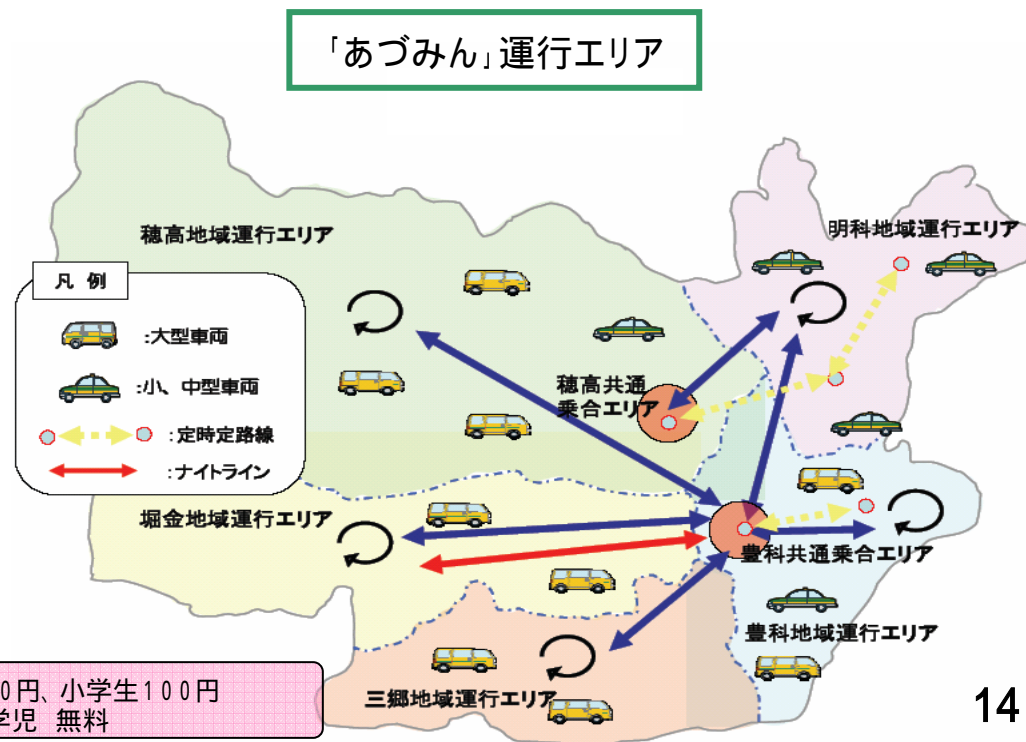 「あづみん」運行エリア
穂高地域運行エリア
明科地域運行エリア
凡 例
:大型車両
:小、中型車両
:定時定路線
:ナイトライン
穂高共通
乗合エリア
堀金地域運行エリア
豊科共通乗合エリア
豊科地域運行エリア
三郷地域運行エリア
0円、小学生100円
学児 無料
14